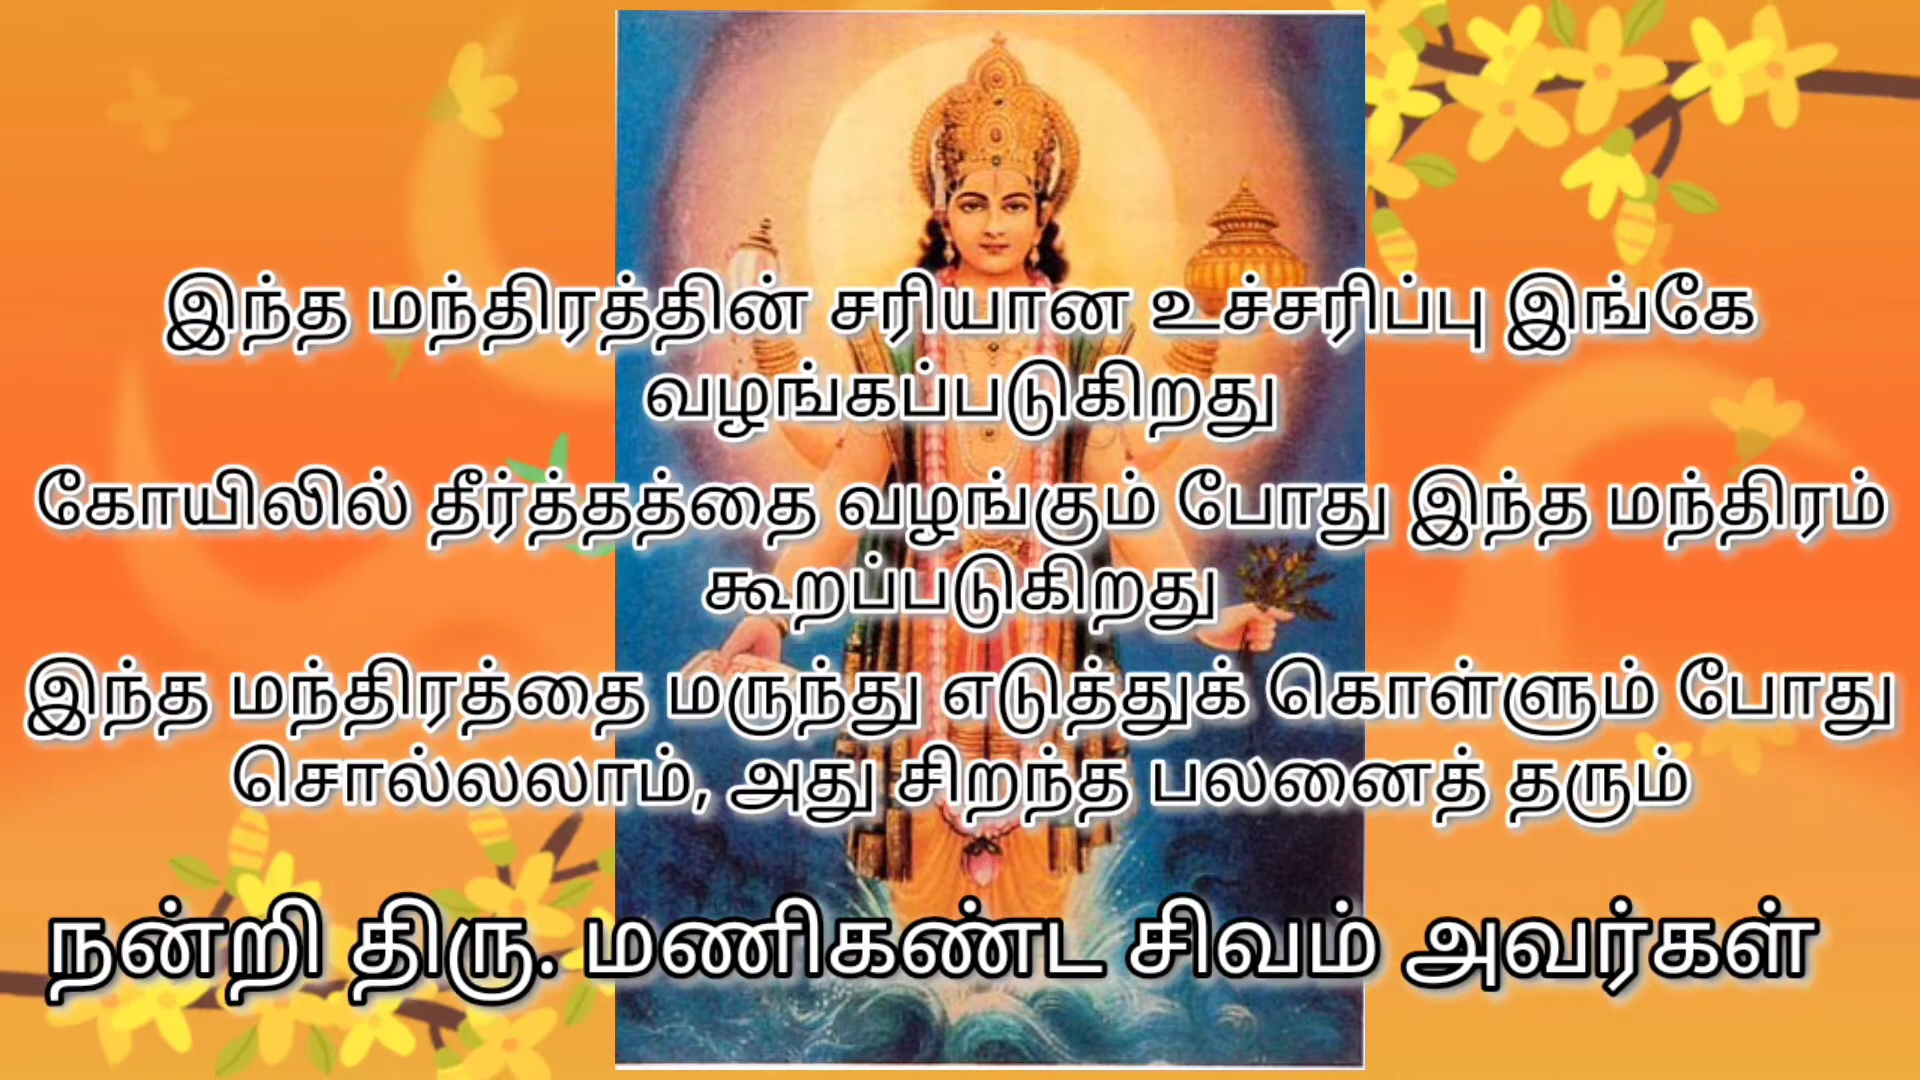 இந்த மந்திரத்தின் சரியான உச்சரிப்பு இங்கே
வழங்கப்படுகிறது
கோயிலில் தீர்த்தத்தை வழங்கும் போது இந்த மந்திரம்
கூறப்படுகிறது
இந்த மந்திரத்தை மருந்து எடுத்துக் கொள்ளும் போது
சொல்லலாம், அது சிறந்த பலனைத் தரும்
நன்றி திரு. மணிகண்ட சிவம் அவர்கள்